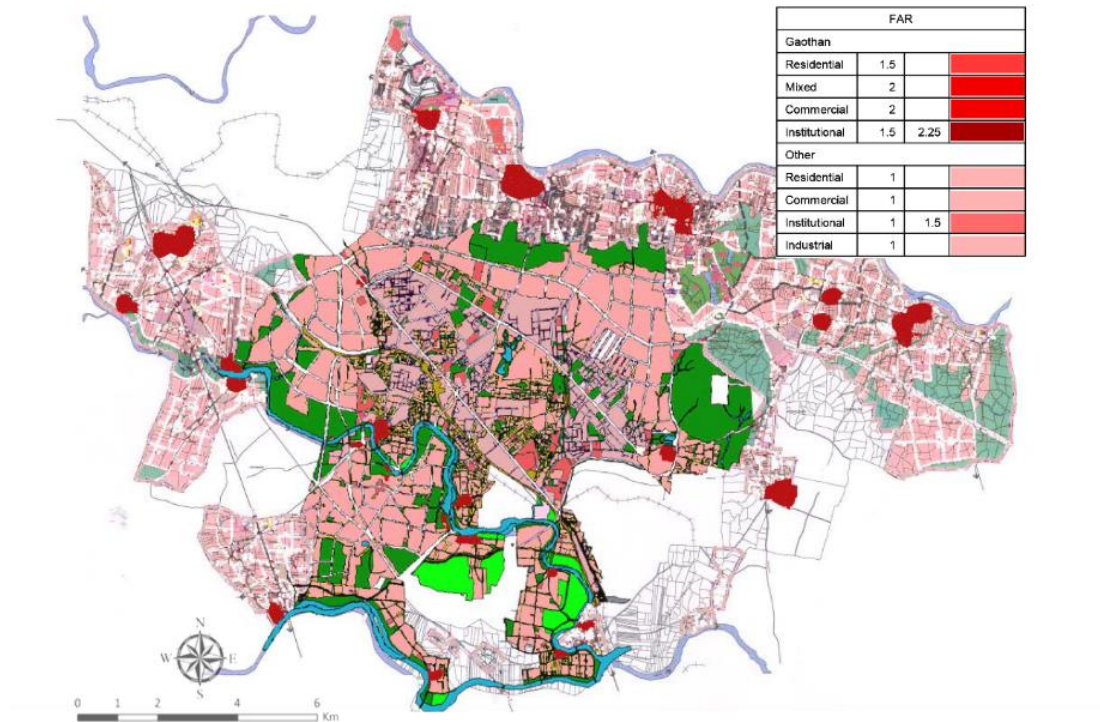 FAR
Gaothan
Residential 1.5
Mixed 2
Commercial 2
Institutional 1.5 2.25
Other
Residential 1
Commercial 1
Institutional 1 1.5
Industrial 1
N
W E
S
0 1 2 4 6
Km